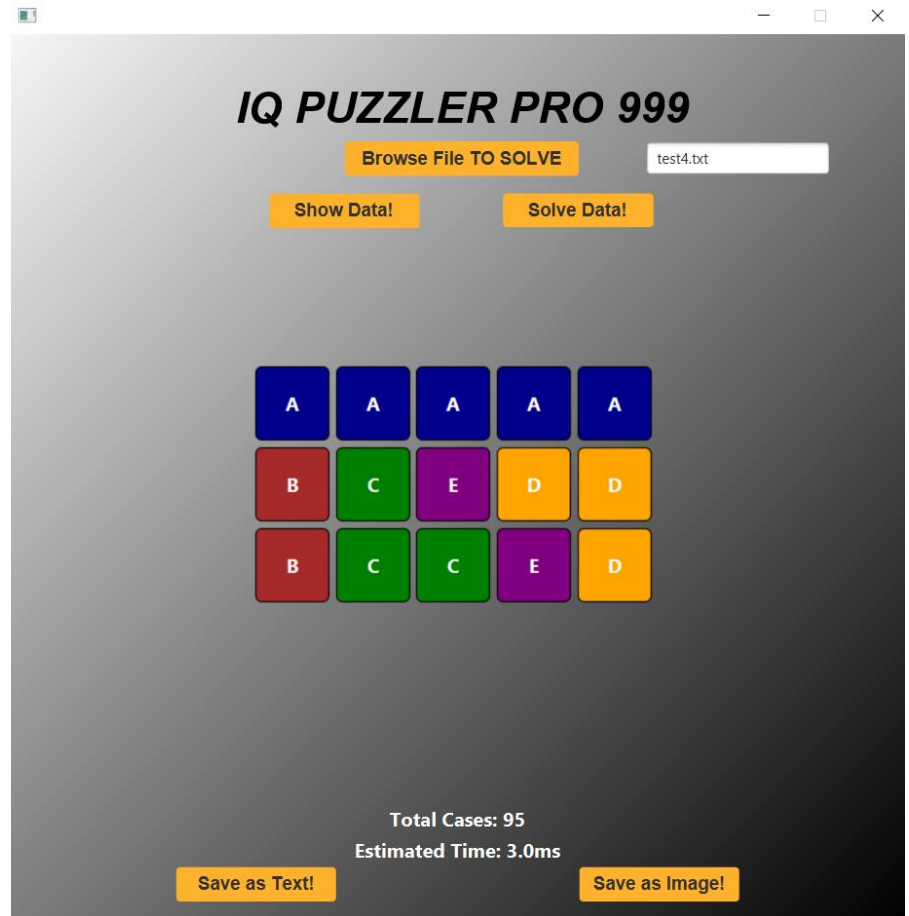 IQ PUZZLER PRO 999
Browse File TO SOLVE test4.txt
Show Data! Solve Data!
A A A A A
B C E D D
B C C E D
Total Cases: 95
Estimated Time: 3.0ms
Save as Text! Save as Image!